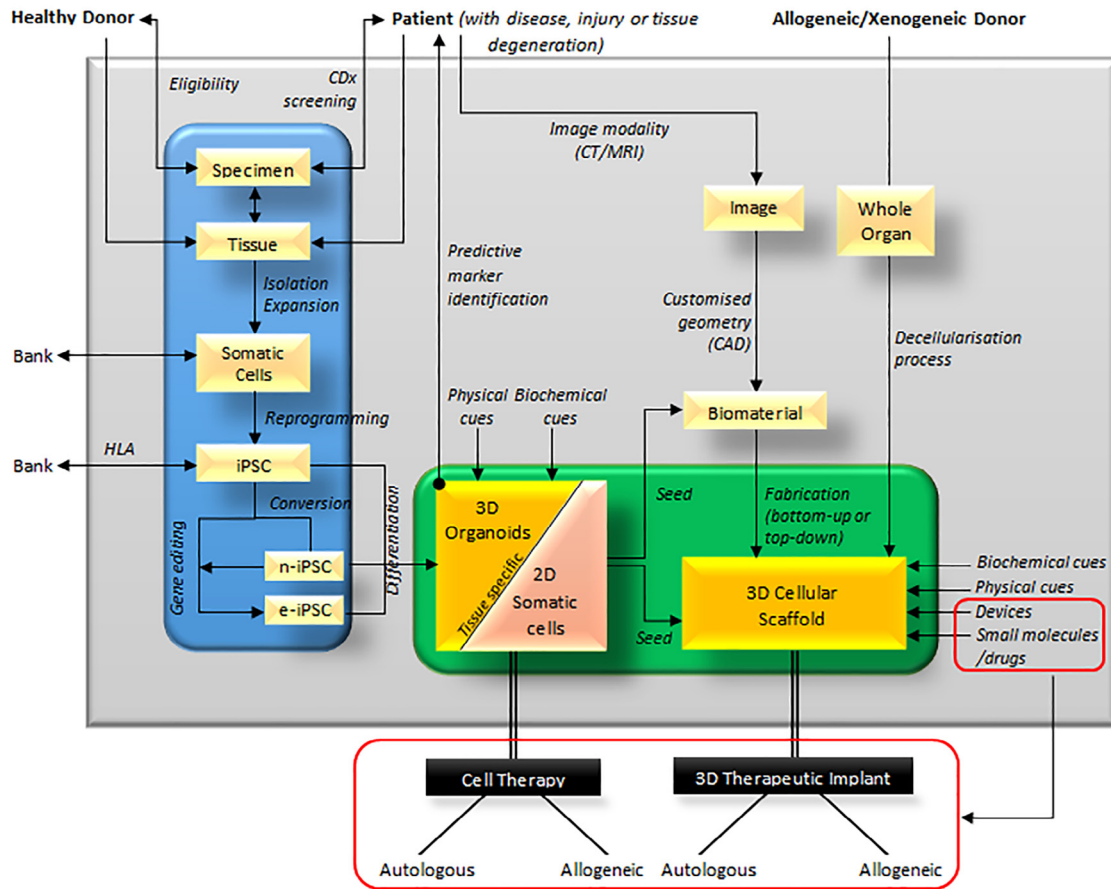 Healthy Donor
Patient (with disease, injury or tissue
degeneration)
Allogeneic/Xenogeneic Donor
Eligibility
CDx
screening
Image modality
(CT/MRI)
Specimen
Tissue
Image
Whole
Organ
Isolation
Expansion
Predictive
marker
identification
Customised
geometry
(CAD)
Decellularisation
process
Bank
Somatic
Cells
Reprogramming
Physical
cues
Biochemical
cues
Biomaterial
Bank
HLA
iPSC
Conversion
Gene editing
Differentiation
n-iPSC
e-iPSC
3D
Organoids
Tissue specific
2D
Somatic
cells
Seed
Seed
Fabrication
(bottom-up or
top-down)
3D Cellular
Scaffold
Biochemical cues
Physical cues
Devices
Small molecules
/drugs
Cell Therapy
3D Therapeutic Implant
Autologous
Allogeneic
Autologous
Allogeneic